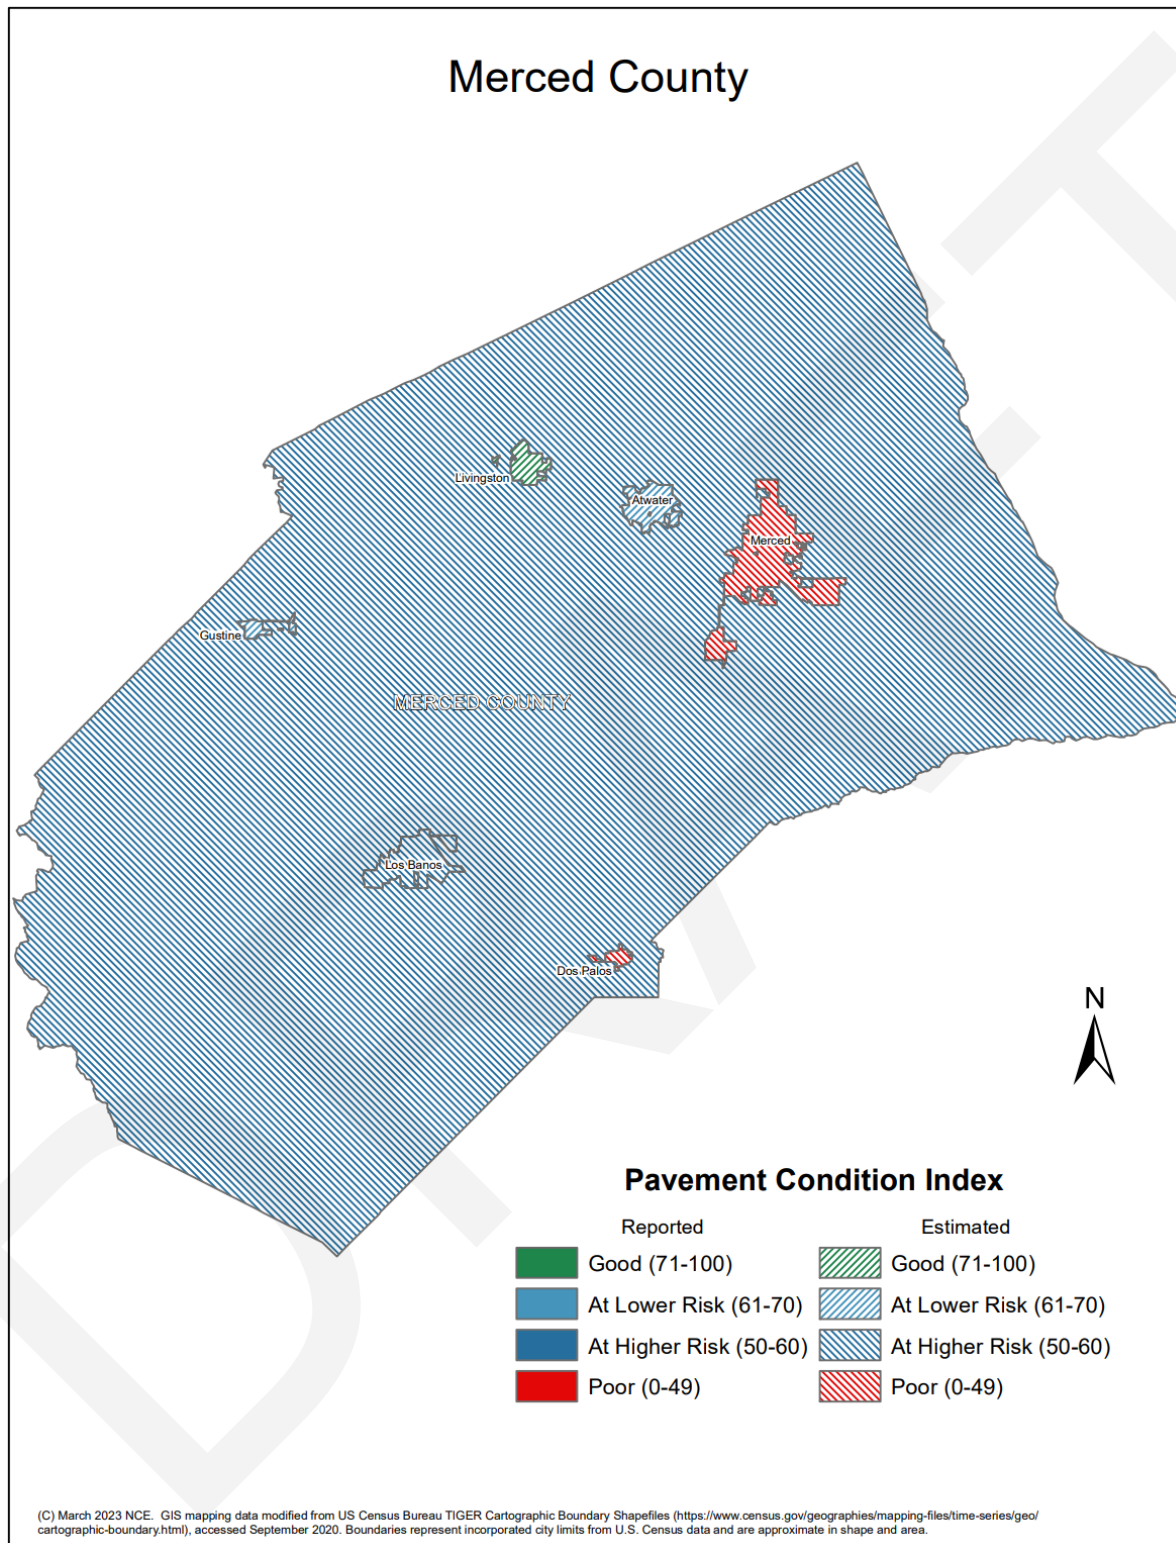 Merced County
Livingston
Atwater
Merced
Gustine
MERCED COUNTY
Los Banos
Dos Palos
N
Pavement Condition Index
Reported Estimated
Good (71-100) Good (71-100)
At Lower Risk (61-70) At Lower Risk (61-70)
At Higher Risk (50-60) At Higher Risk (50-60)
Poor (0-49) Poor (0-49)
(C) March 2023 NCE. GIS mapping data modified from US Census Bureau TIGER Cartographic Boundary Shapefiles (https://www.census.gov/geographies/mapping-files/time-series/geo/
cartographic-boundary.html), accessed September 2020. Boundaries represent incorporated city limits from U.S. Census data and are approximate in shape and area.
DRAFT